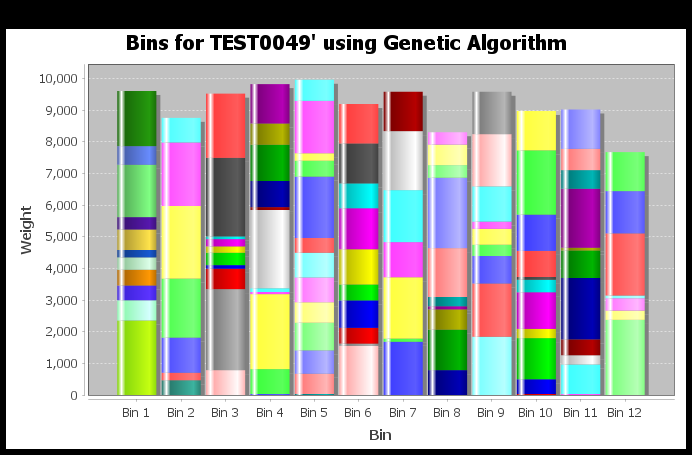 Bins for TEST0049' using Genetic Algorithm
10,000
9,000
8,000
7,000
6,000
5,000
4,000
3,000
2,000
1,000
0
Weight
Bin 1 Bin 2 Bin 3 Bin 4 Bin 5 Bin 6 Bin 7 Bin 8 Bin 9 Bin 10 Bin 11 Bin 12
Bin